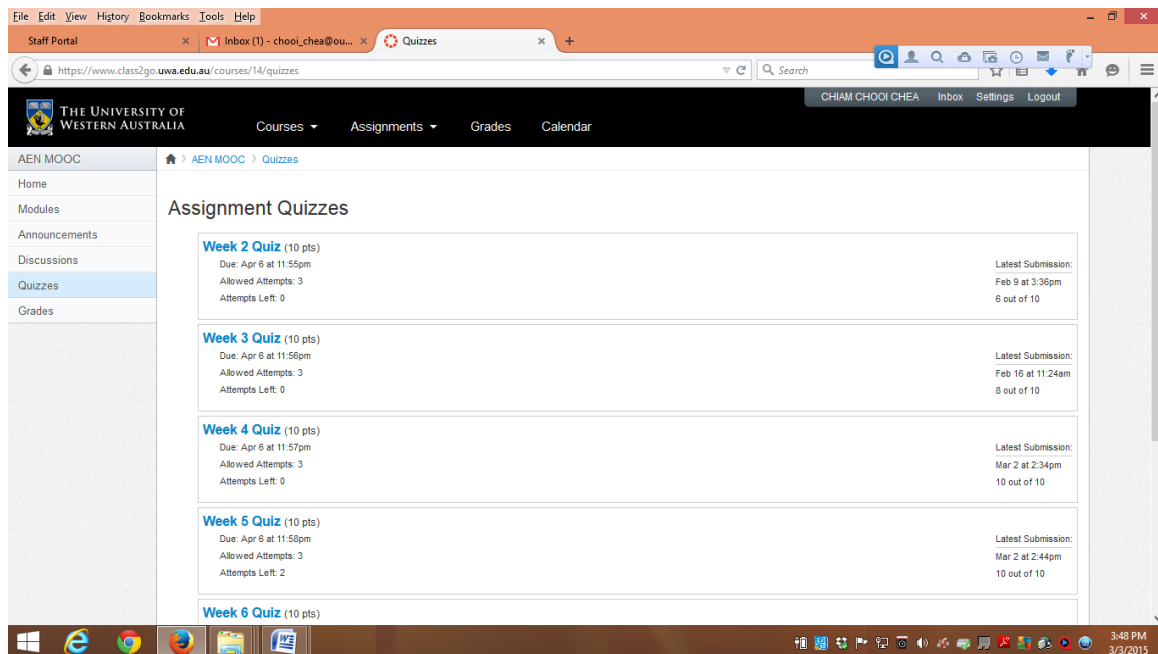 File Edit View History Bookmarks Tools Help
Staff Portal × Inbox (1) - chooi_chea@ou... × Quizzes × +
https://www.class2go.uwa.edu.au/courses/14/quizzes Search
CHIAM CHOOI CHEA Inbox Settings Logout
THE UNIVERSITY OF
WESTERN AUSTRALIA
Courses Assignments Grades Calendar
AEN MOOC
AEN MOOC > Quizzes
Home
Modules
Announcements
Discussions
Quizzes
Grades
Assignment Quizzes
Week 2 Quiz (10 pts)
Due: Apr 6 at 11:55pm
Allowed Attempts: 3
Attempts Left: 0
Latest Submission:
Feb 9 at 3:36pm
6 out of 10
Week 3 Quiz (10 pts)
Due: Apr 6 at 11:56pm
Allowed Attempts: 3
Attempts Left: 0
Latest Submission:
Feb 16 at 11:24am
8 out of 10
Week 4 Quiz (10 pts)
Due: Apr 6 at 11:57pm
Allowed Attempts: 3
Attempts Left: 0
Latest Submission:
Mar 2 at 2:34pm
10 out of 10
Week 5 Quiz (10 pts)
Due: Apr 6 at 11:58pm
Allowed Attempts: 3
Attempts Left: 2
Latest Submission:
Mar 2 at 2:44pm
10 out of 10
Week 6 Quiz (10 pts)
3:48 PM
3/3/2015